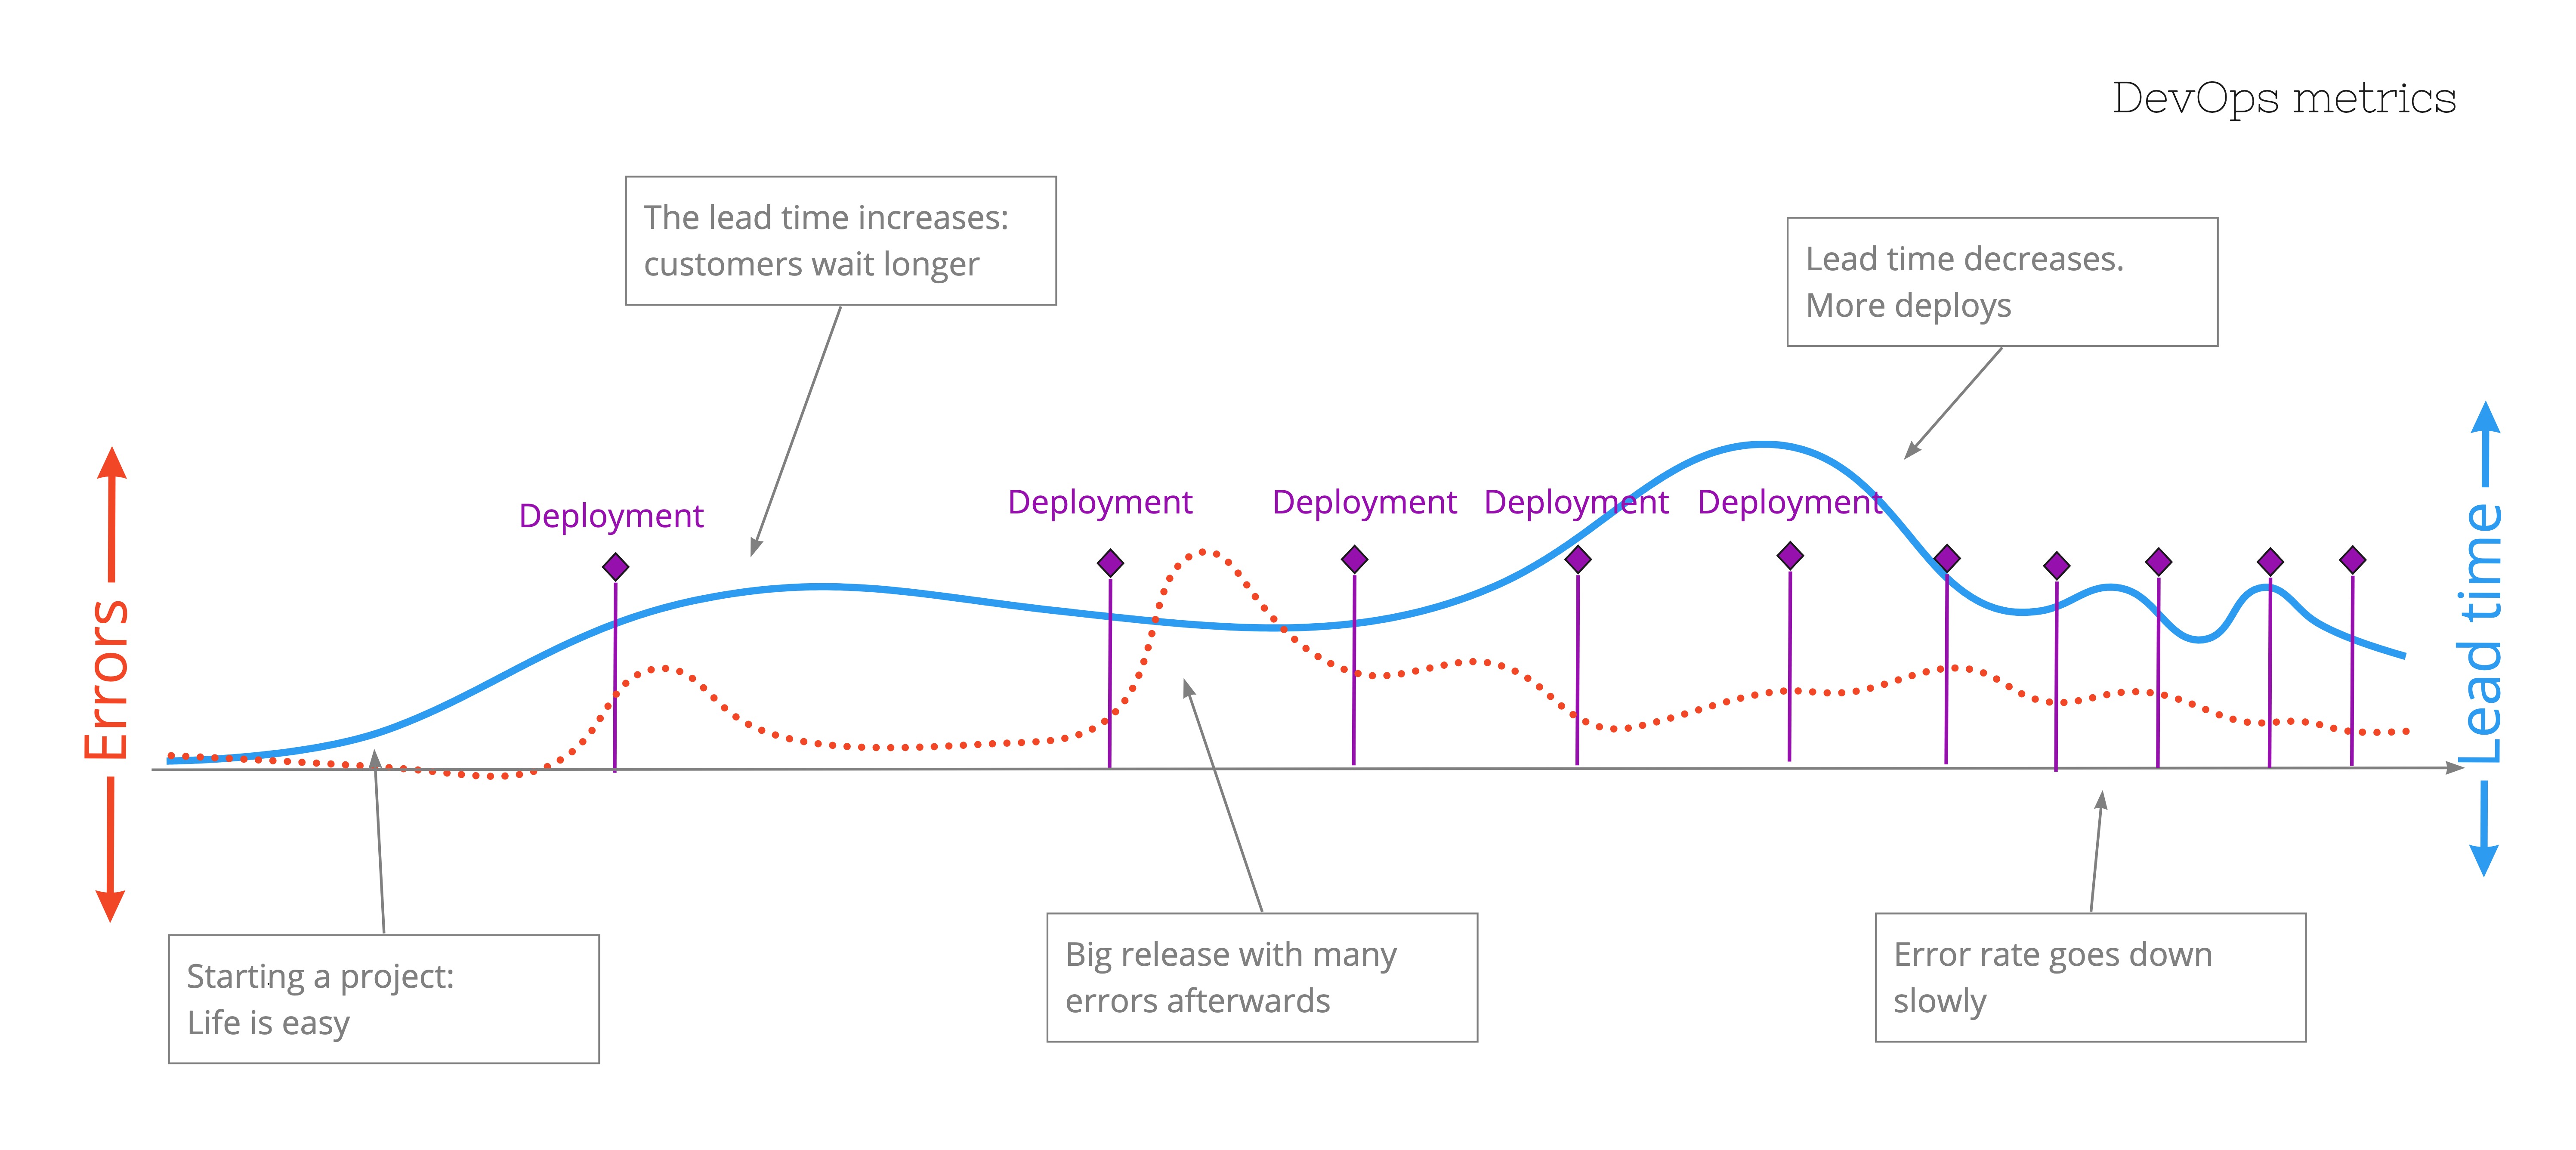 DevOps metrics
The lead time increases:
customers wait longer
Lead time decreases.
More deploys
Deployment
Deployment
Deployment
Deployment
Deployment
Errors
Lead time
Starting a project:
Life is easy
Big release with many
errors afterwards
Error rate goes down
slowly